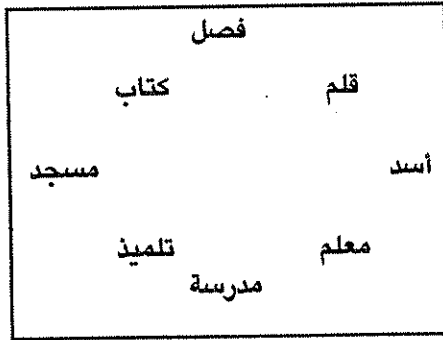 فصل
قلم كتاب
أسد مسجد
معلم تلميذ
مدرسة